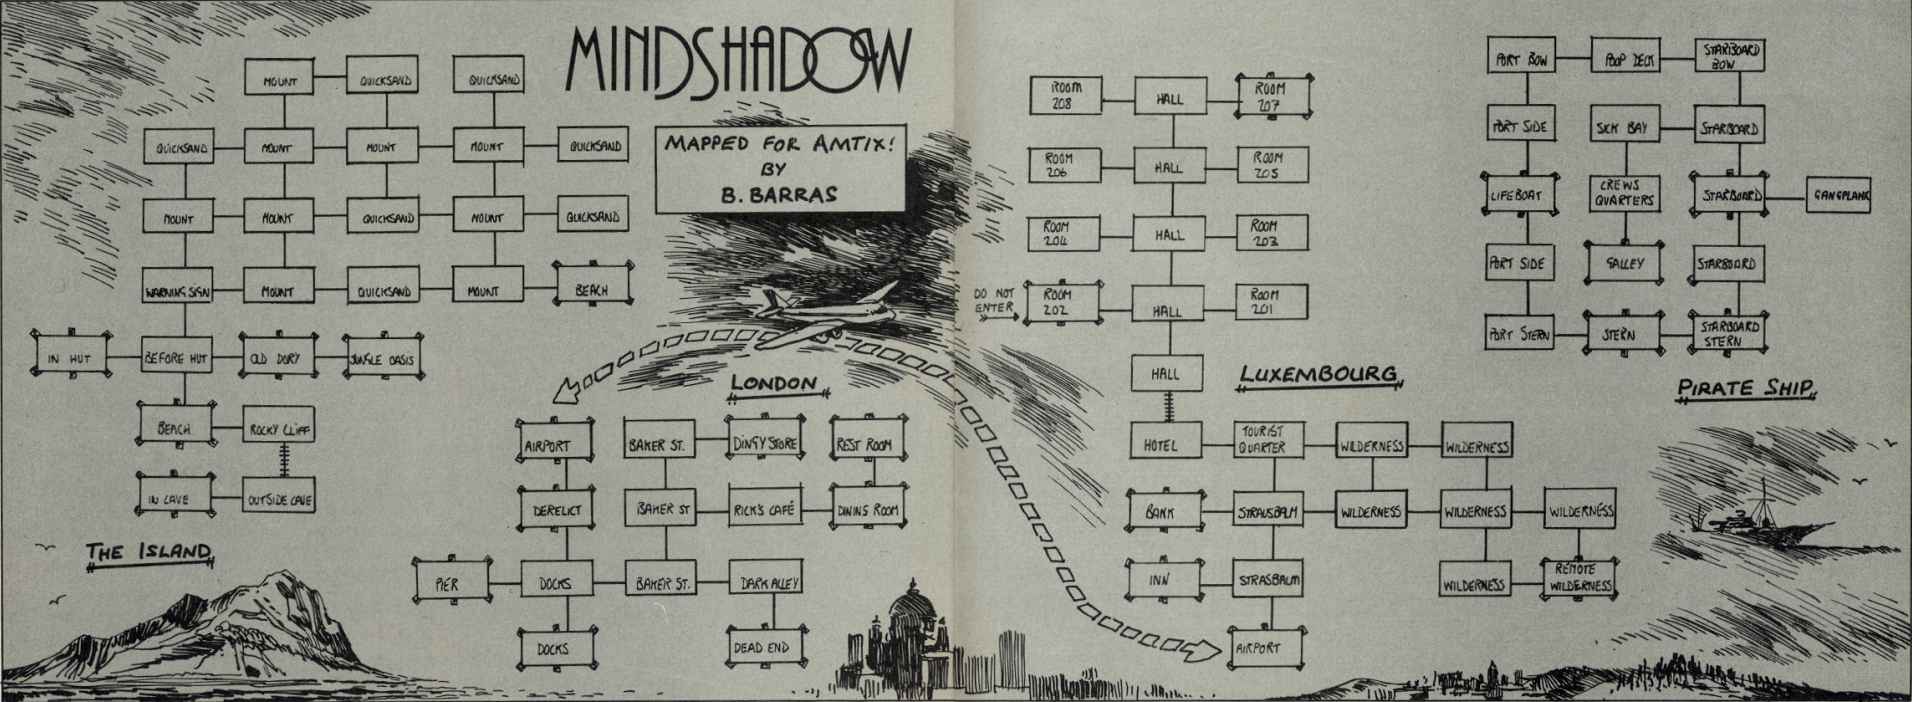 MINDSHADOW
MAPPED FOR AMTIX!
BY
B. BARRAS
MOUNT
QUICKSAND
QUICKSAND
QUICKSAND
MOUNT
MOUNT
MOUNT
QUICKSAND
MOUNT
MOUNT
QUICKSAND
MOUNT
QUICKSAND
WARNING SIGN
MOUNT
QUICKSAND
MOUNT
BEACH
IN HUT
BEFORE HUT
OLD DORY
JUNGLE OASIS
BEACH
ROCKY CLIFF
IN CAVE
OUTSIDE CAVE
THE ISLAND
LONDON
AIRPORT
BAKER ST.
DINGY STORE
REST ROOM
DERELICT
BAKER ST
RICK'S CAFÉ
DINING ROOM
PIER
DOCKS
BAKER ST.
DARK ALLEY
DOCKS
DEAD END
ROOM
208
HALL
ROOM
207
ROOM
206
HALL
ROOM
205
ROOM
204
HALL
ROOM
203
DO NOT
ENTER
ROOM
202
HALL
ROOM
201
HALL
LUXEMBOURG
HOTEL
TOURIST
QUARTER
WILDERNESS
WILDERNESS
BANK
STRAUSBALM
WILDERNESS
WILDERNESS
WILDERNESS
INN
STRASBALM
WILDERNESS
REMOTE
WILDERNESS
AIRPORT
PORT BOW
POOP DECK
STARBOARD
BOW
PORT SIDE
SICK BAY
STARBOARD
LIFEBOAT
CREWS
QUARTERS
STARBOARD
GANGPLANK
PORT SIDE
GALLEY
STARBOARD
PORT STERN
STERN
STARBOARD
STERN
PIRATE SHIP